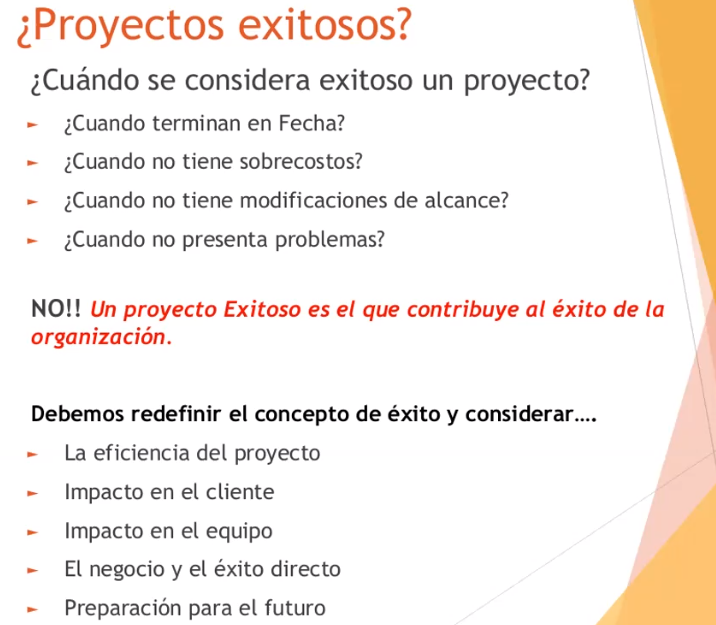 ¿Proyectos exitosos?
¿Cuándo se considera exitoso un proyecto?
¿Cuando terminan en Fecha?
¿Cuando no tiene sobrecostos?
¿Cuando no tiene modificaciones de alcance?
¿Cuando no presenta problemas?
NO!! Un proyecto Exitoso es el que contribuye al éxito de la
organización.
Debemos redefinir el concepto de éxito y considerar....
La eficiencia del proyecto
Impacto en el cliente
Impacto en el equipo
El negocio y el éxito directo
Preparación para el futuro